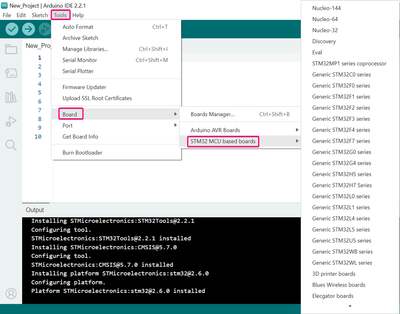 New_Project | Arduino IDE 2.2.1
File Edit Sketch Tools Help
New_Pro
1
2
3
4
5
6
7
8
9
10
Auto Format Ctrl+T
Archive Sketch
Manage Libraries... Ctrl+Shift+I
Serial Monitor Ctrl+Shift+M
Serial Plotter
Firmware Updater
Upload SSL Root Certificates
Board
Port
Get Board Info
Burn Bootloader
Boards Manager... Ctrl+Shift+B
Arduino AVR Boards
STM32 MCU based boards
Nucleo-144
Nucleo-64
Nucleo-32
Discovery
Eval
STM32MP1 series coprocessor
Generic STM32C0 series
Generic STM32F0 series
Generic STM32F1 series
Generic STM32F2 series
Generic STM32F3 series
Generic STM32F4 series
Generic STM32F7 series
Generic STM32G0 series
Generic STM32G4 series
Generic STM32H5 series
Generic STM32H7 Series
Generic STM32L0 series
Generic STM32L1 series
Generic STM32L4 series
Generic STM32L5 series
Generic STM32U5 series
Generic STM32WB series
Generic STM32WL series
3D printer boards
Blues Wireless boards
Elecgator boards
Output
Installing STMicroelectronics:STM32Tools@2.2.1
Configuring tool.
STMicroelectronics:STM32Tools@2.2.1 installed
Installing STMicroelectronics:CMSIS@5.7.0
Configuring tool.
STMicroelectronics:CMSIS@5.7.0 installed
Installing platform STMicroelectronics:stm32@2.6.0
Configuring platform.
Platform STMicroelectronics:stm32@2.6.0 installed